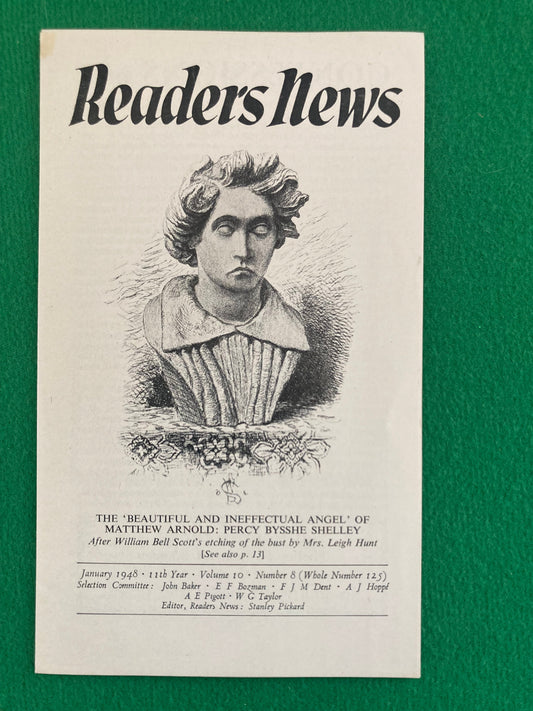 Readers News
THE ‘BEAUTIFUL AND INEFFECTUAL ANGEL’ OF
MATTHEW ARNOLD: PERCY BYSSHE SHELLEY
After William Bell Scott's etching of the bust by Mrs. Leigh Hunt
[See also p. 13]
January 1948 · 11th Year · Volume 10 · Number 8 (Whole Number 125)
Selection Committee: John Baker · E F Bozman · F J M Dent · A J Hoppé
A E Pigott · W G Taylor
Editor, Readers News: Stanley Pickard